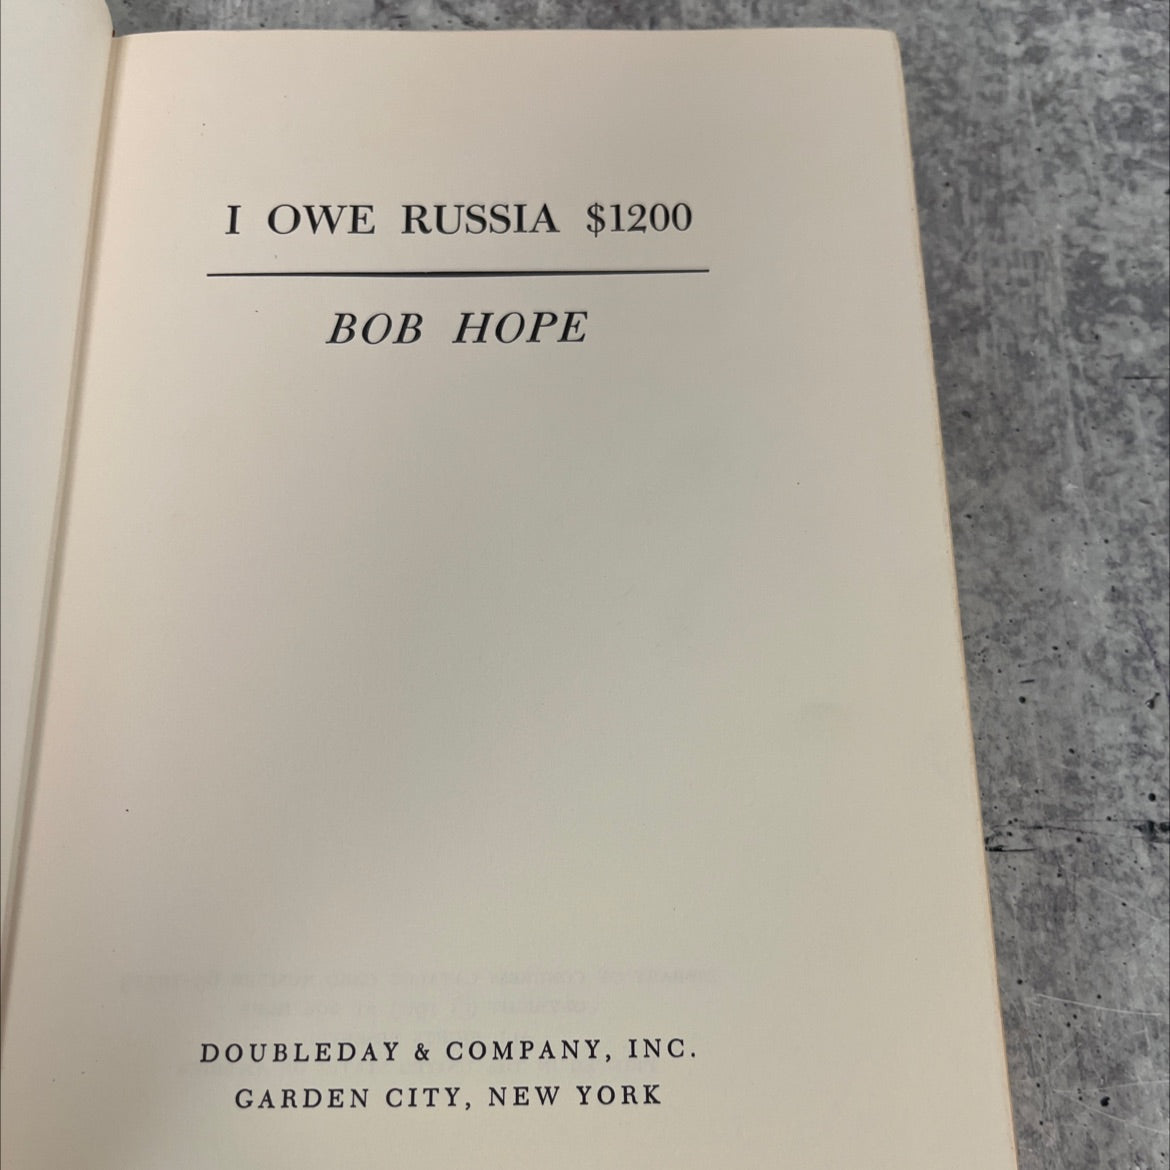 I OWE RUSSIA $1200
BOB HOPE
DOUBLEDAY & COMPANY, INC.
GARDEN CITY, NEW YORK